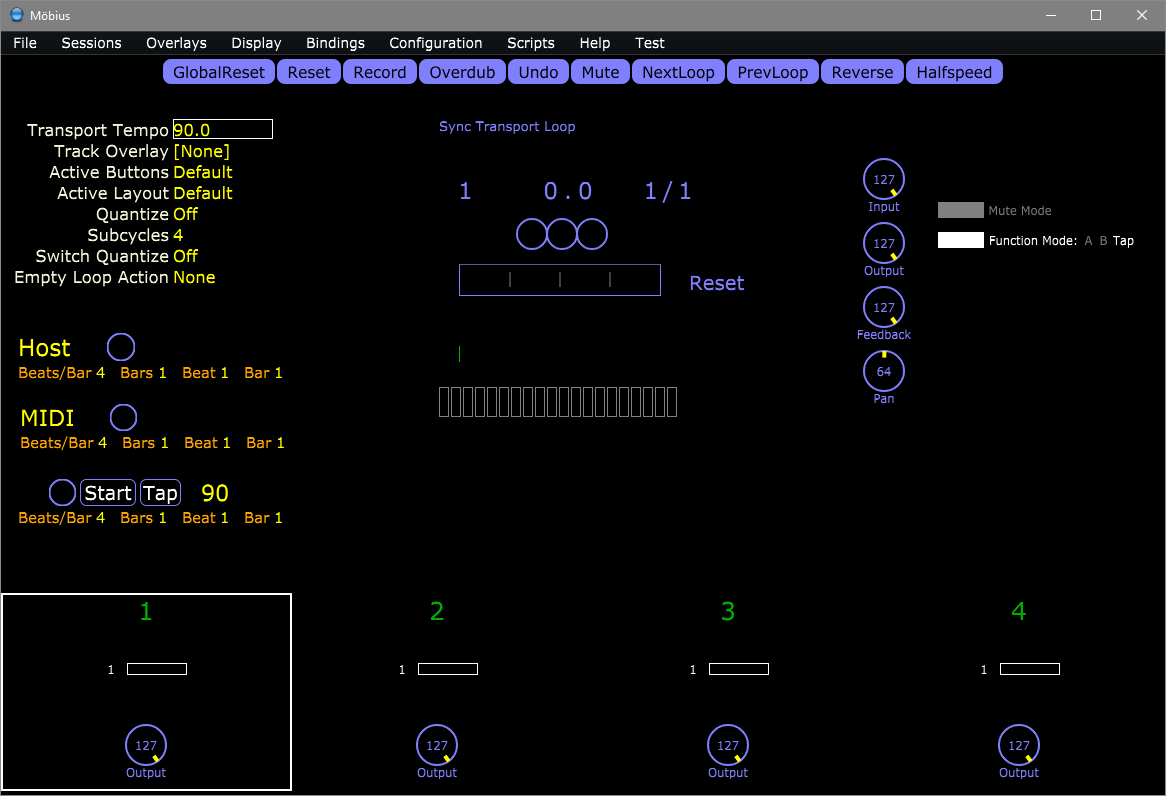 Möbius
File Sessions Overlays Display Bindings Configuration Scripts Help Test
GlobalReset Reset Record Overdub Undo Mute NextLoop PrevLoop Reverse Halfspeed
Transport Tempo 90.0
Track Overlay [None]
Active Buttons Default
Active Layout Default
Quantize Off
Subcycles 4
Switch Quantize Off
Empty Loop Action None
Host
Beats/Bar 4 Bars 1 Beat 1 Bar 1
MIDI
Beats/Bar 4 Bars 1 Beat 1 Bar 1
Start Tap 90
Beats/Bar 4 Bars 1 Beat 1 Bar 1
Sync Transport Loop
1 0.0 1/1
Reset
127
Input
127
Output
127
Feedback
64
Pan
Mute Mode
Function Mode: A B Tap
1 2 3 4
1 1 1 1
127 127 127 127
Output Output Output Output